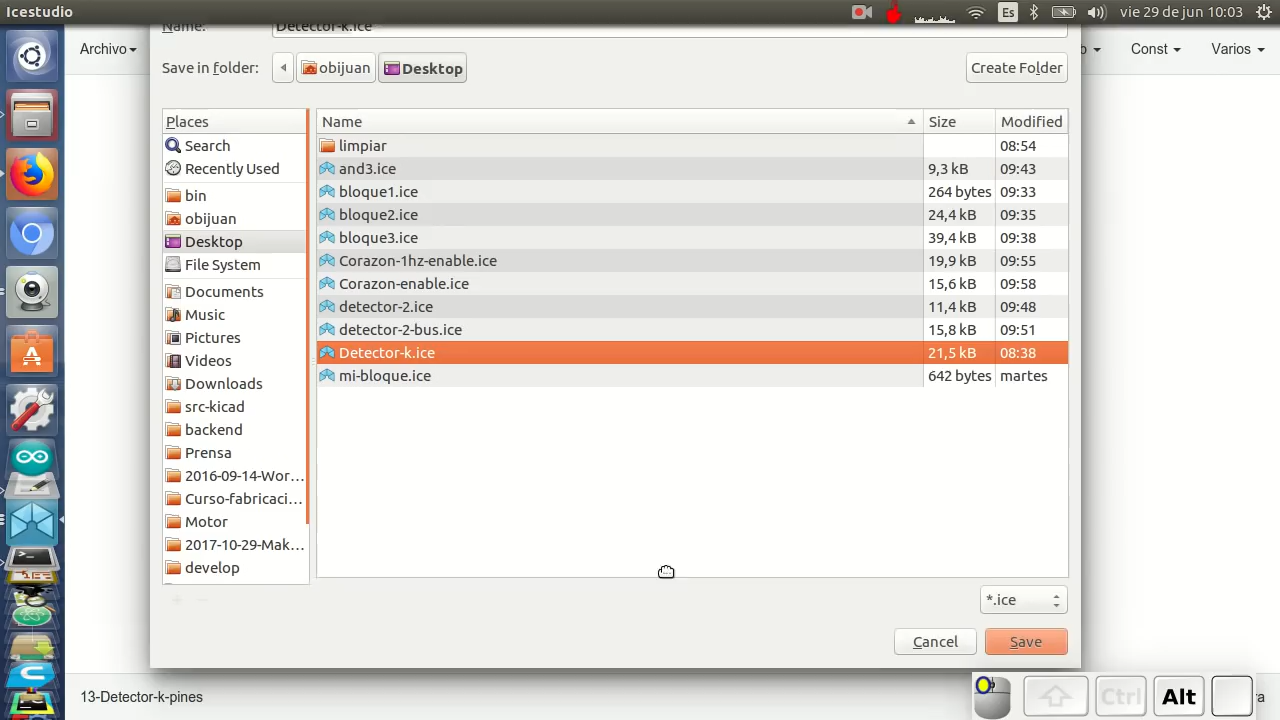 Icestudio
Es
vie 29 de jun 10:03
Archivo
Const
Varios
Name:
Detector-k.ice
Save in folder:
obijuan
Desktop
Create Folder
Places
Name
Size
Modified
Search
limpiar
08:54
Recently Used
and3.ice
9,3 kB
09:43
bin
bloque1.ice
264 bytes
09:33
obijuan
bloque2.ice
24,4 kB
09:35
Desktop
bloque3.ice
39,4 kB
09:38
File System
Corazon-1hz-enable.ice
19,9 kB
09:55
Documents
Corazon-enable.ice
15,6 kB
09:58
Music
detector-2.ice
11,4 kB
09:48
Pictures
detector-2-bus.ice
15,8 kB
09:51
Videos
Detector-k.ice
21,5 kB
08:38
Downloads
mi-bloque.ice
642 bytes
martes
src-kicad
backend
Prensa
2016-09-14-Wor...
Curso-fabricaci...
Motor
2017-10-29-Mak...
develop
*.ice
Cancel
Save
13-Detector-k-pines
Ctrl
Alt